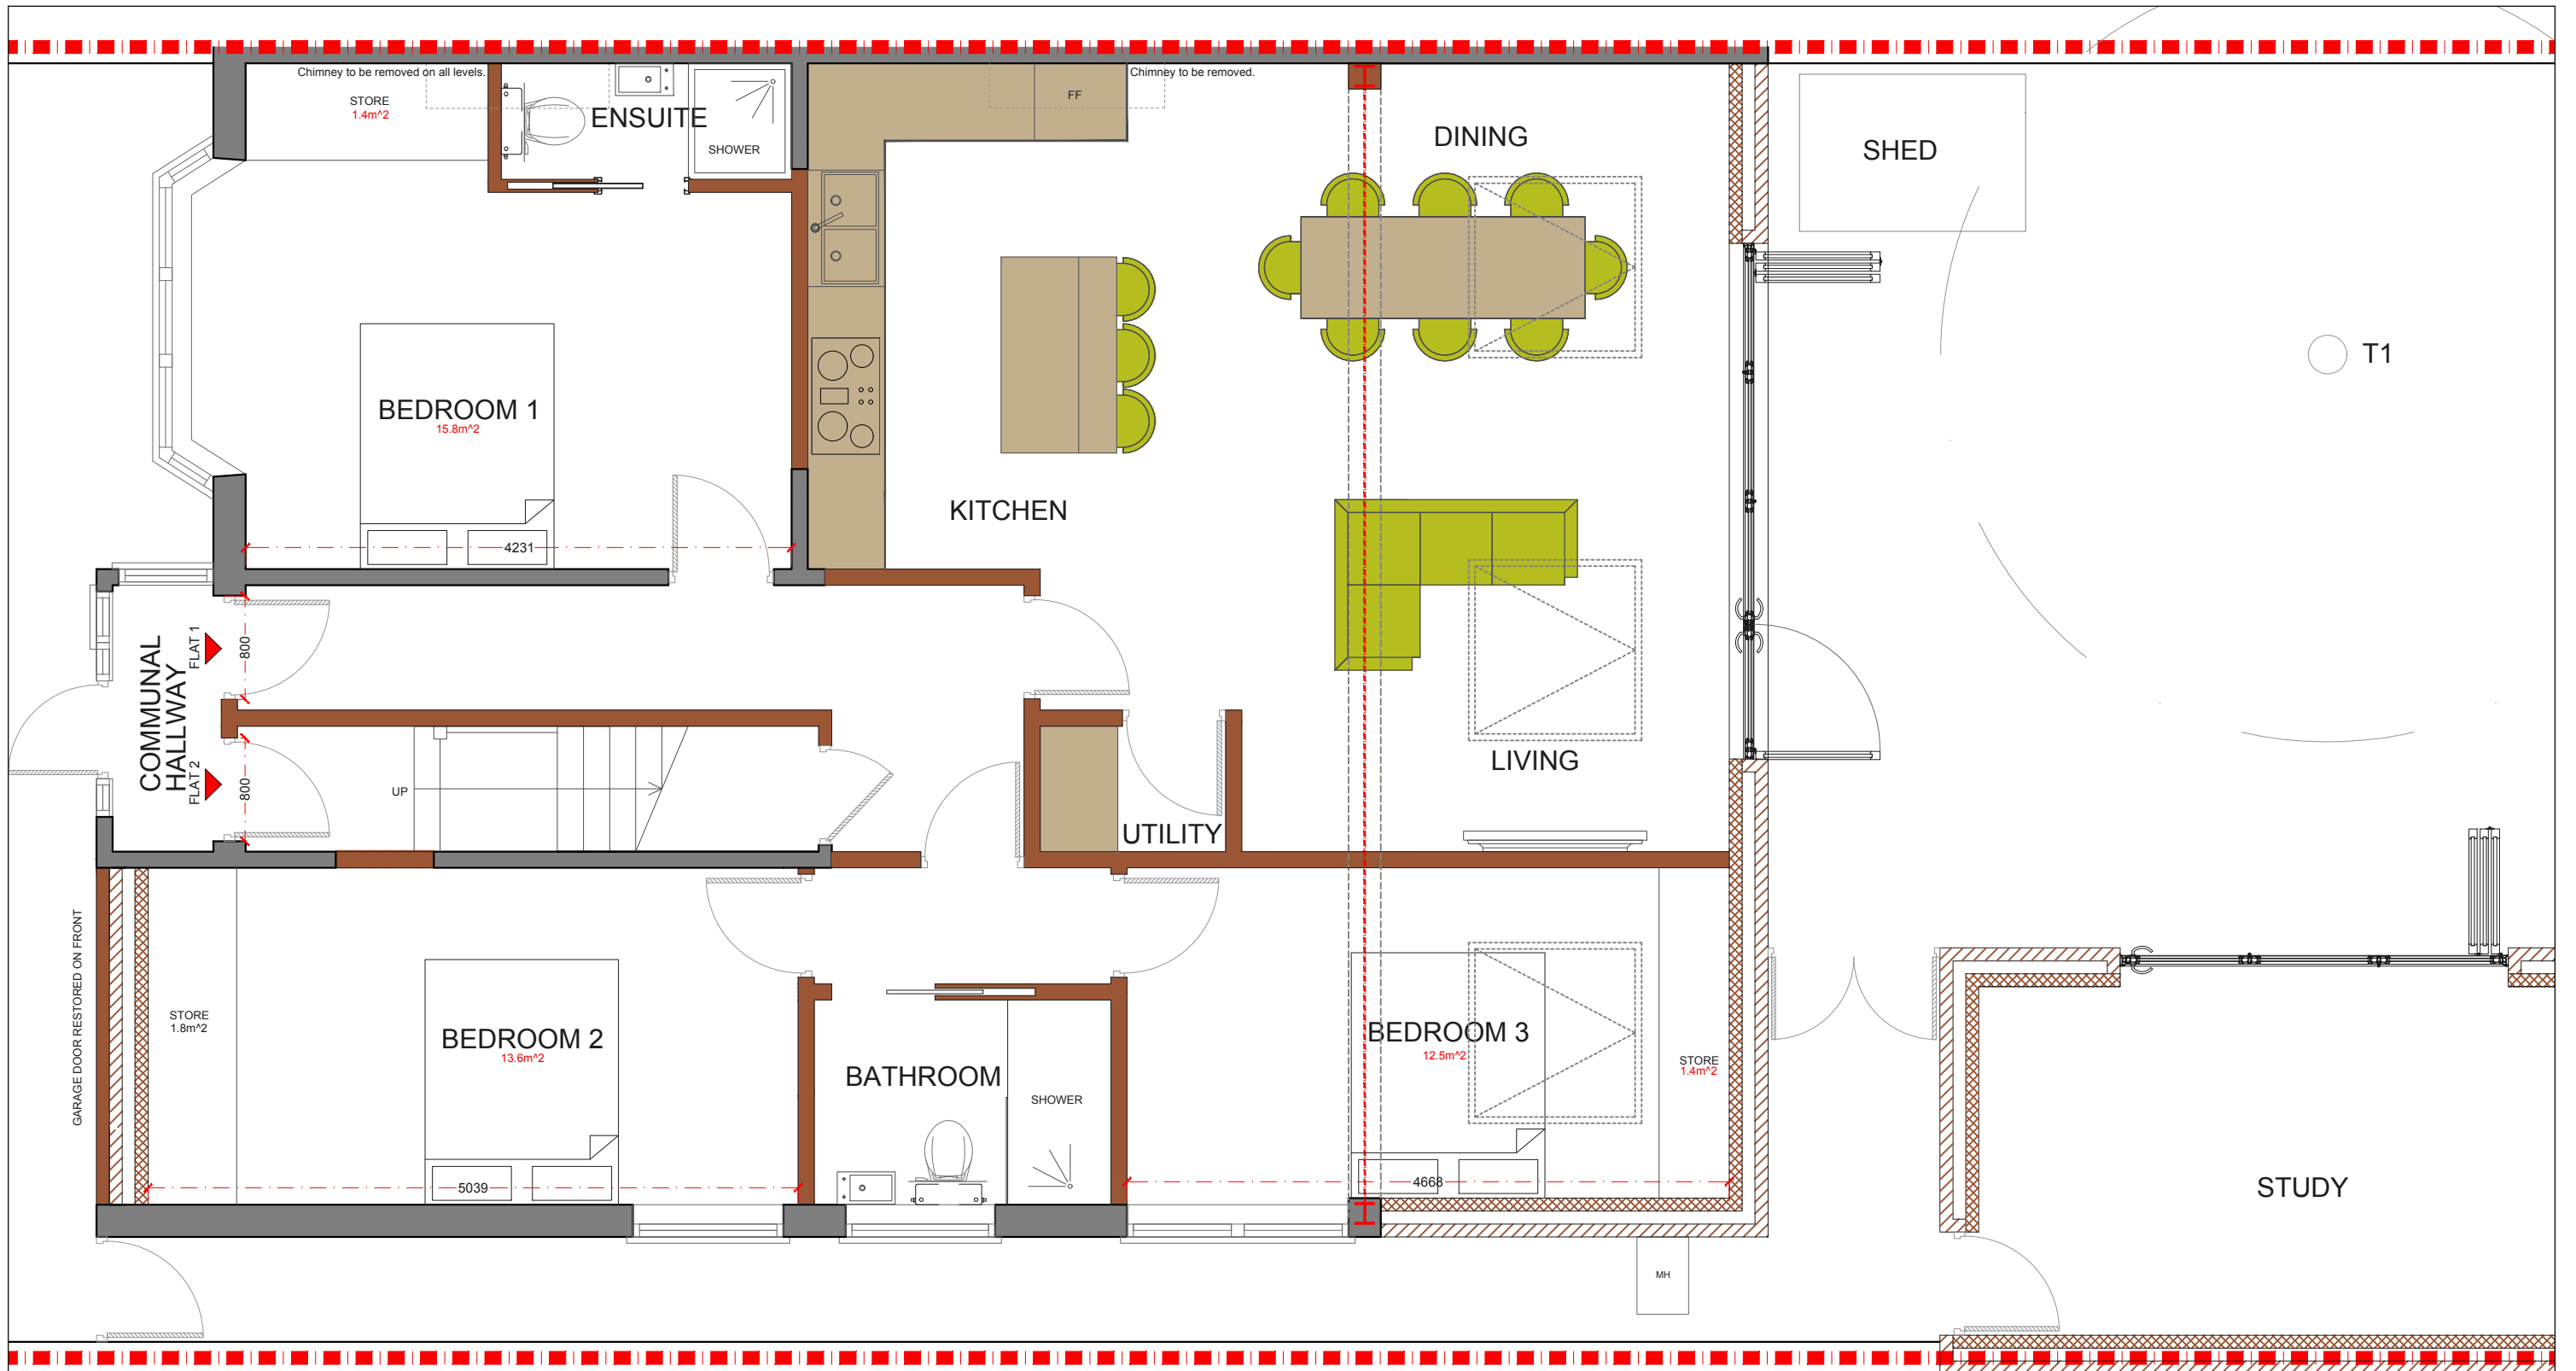 Chimney to be removed on all levels.
STORE
1.4m^2
ENSUITE
SHOWER
FF
Chimney to be removed.
DINING
SHED
T1
BEDROOM 1
15.8m^2
4231
KITCHEN
COMMUNAL
HALLWAY
FLAT 1
800
FLAT 2
800
UP
UTILITY
LIVING
GARAGE DOOR RESTORED ON FRONT
STORE
1.8m^2
BEDROOM 2
13.6m^2
5039
BATHROOM
SHOWER
BEDROOM 3
12.5m^2
STORE
1.4m^2
4668
STUDY
MH